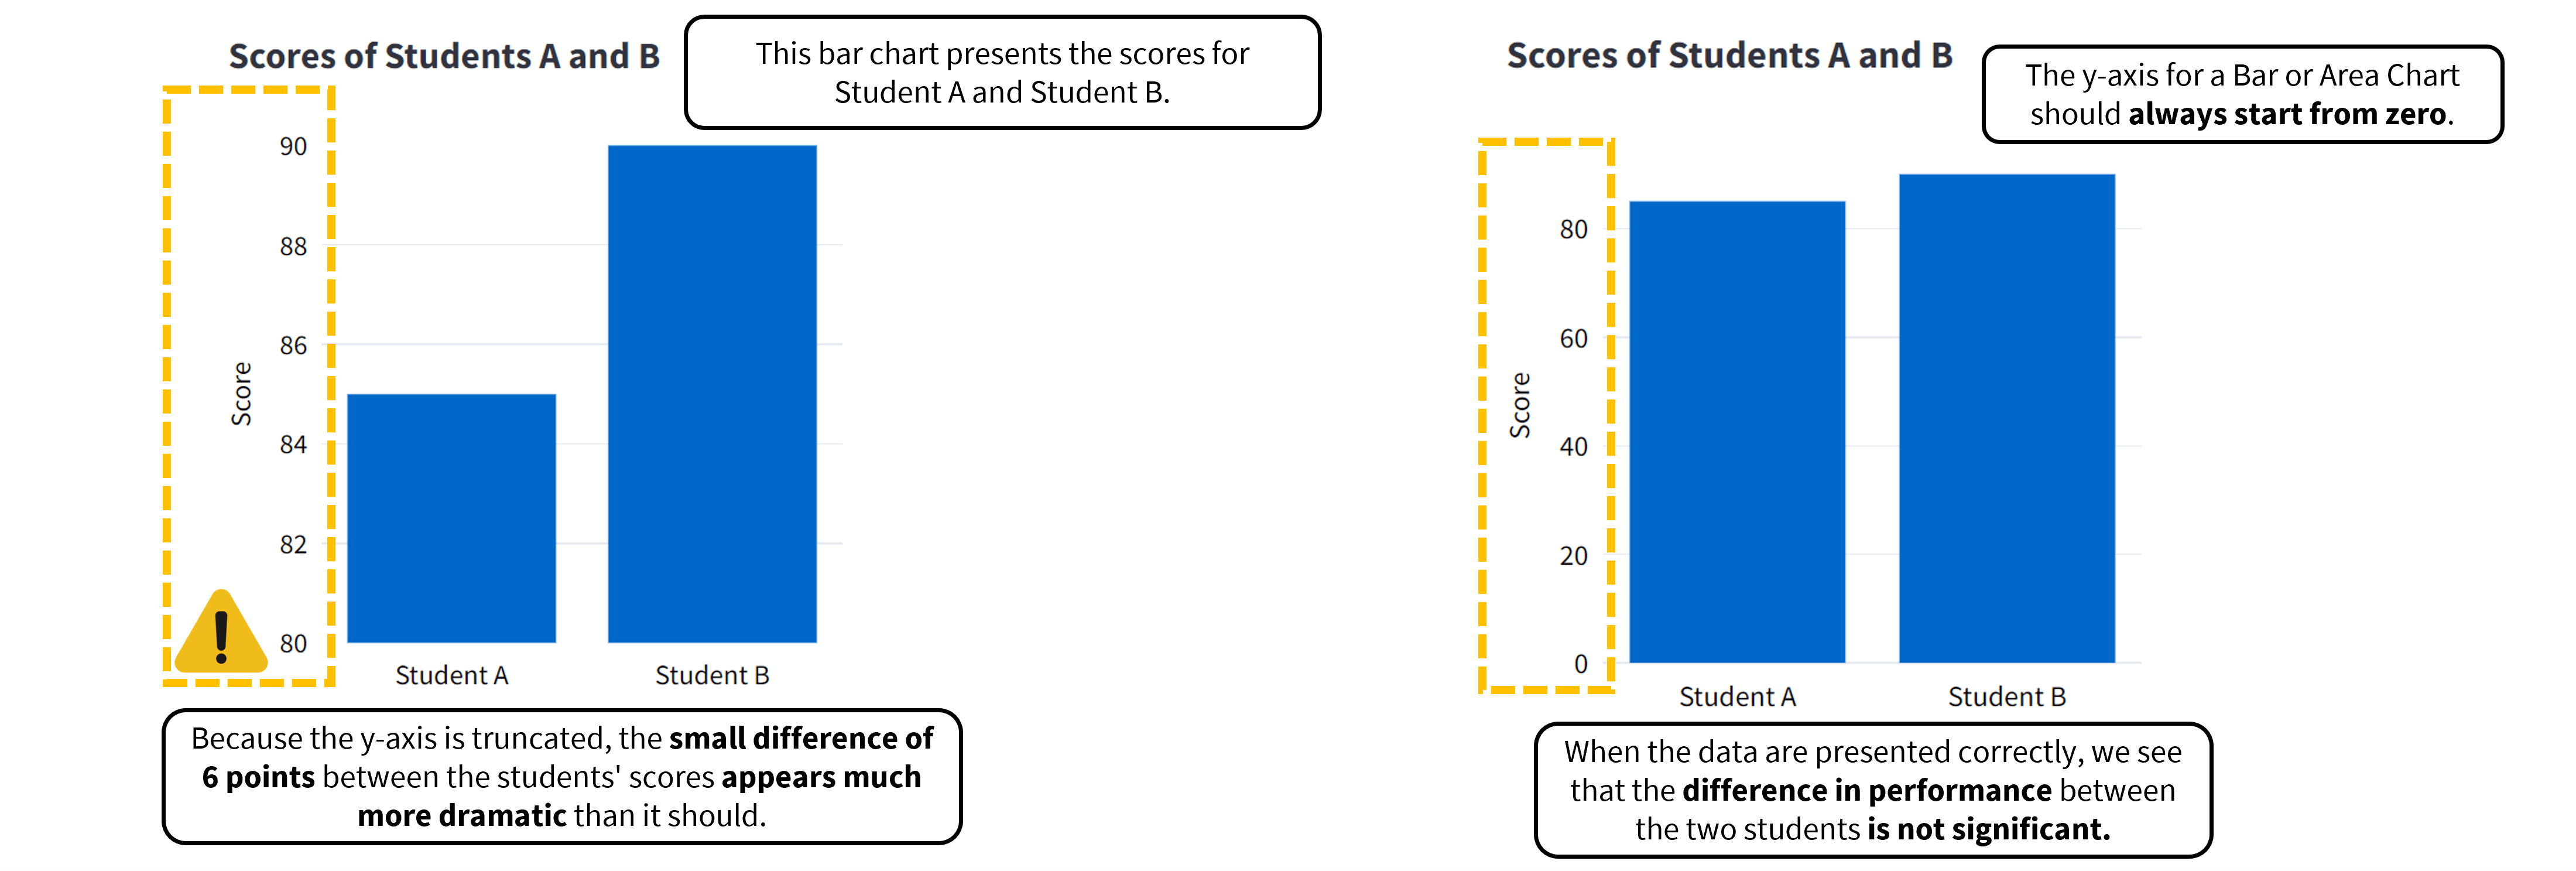 Scores of Students A and B
This bar chart presents the scores for
Student A and Student B.
90
88
86
84
82
80
Score
Student A
Student B
Because the y-axis is truncated, the small difference of
6 points between the students' scores appears much
more dramatic than it should.
Scores of Students A and B
The y-axis for a Bar or Area Chart
should always start from zero.
80
60
40
20
0
Score
Student A
Student B
When the data are presented correctly, we see
that the difference in performance between
the two students is not significant.